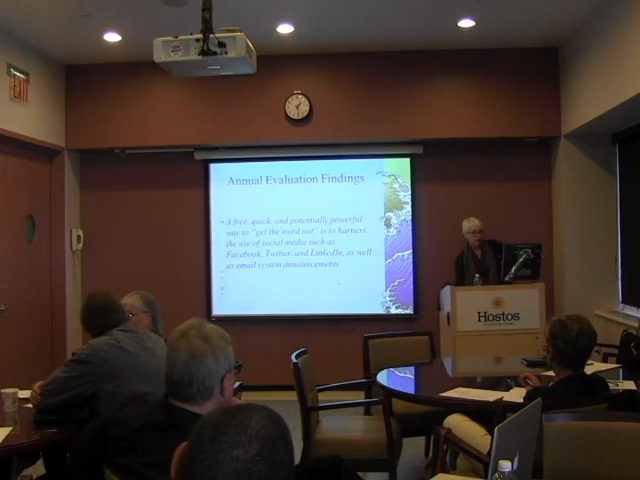 EXIT
Annual Evaluation Findings
A free, quick, and potentially powerful
way to "get the word out" is to harness
the use of social media such as
Facebook, Twitter, and LinkedIn, as well
as email system announcements
Hostos